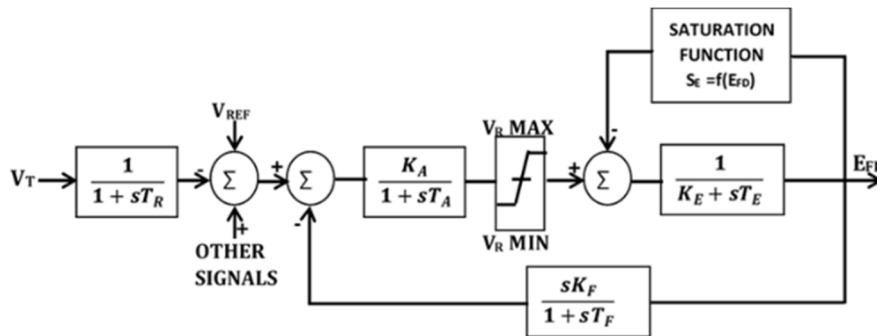 SATURATION
FUNCTION
S_E =f(E_FD)
V_REF
V_R MAX
V_T
1
1 + sT_R
-
Σ
+
Σ
K_A
1 + sT_A
+
Σ
-
1
K_E + sT_E
E_FD
+
-
OTHER
SIGNALS
V_R MIN
sK_F
1 + sT_F